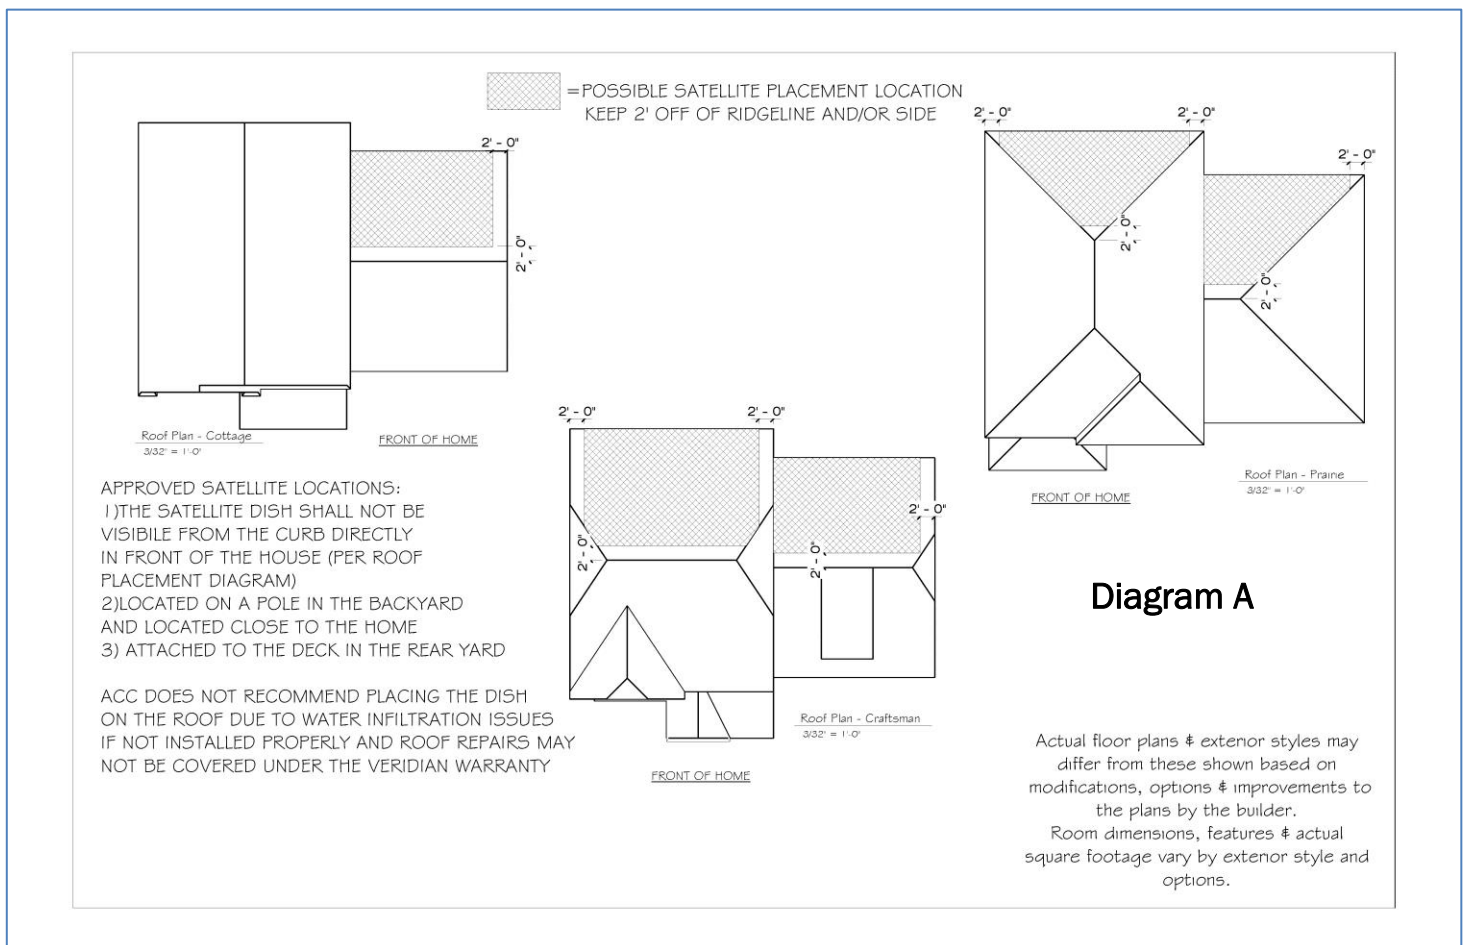 =POSSIBLE SATELLITE PLACEMENT LOCATION
KEEP 2' OFF OF RIDGELINE AND/OR SIDE
2' - 0"
2' - 0"
Roof Plan - Cottage
3/32" = 1'-0"
FRONT OF HOME
2' - 0"
2' - 0"
2' - 0"
2' - 0"
2' - 0"
Roof Plan - Prairie
3/32" = 1'-0"
FRONT OF HOME
2' - 0"
2' - 0"
2' - 0"
2' - 0"
2' - 0"
Roof Plan - Craftsman
3/32" = 1'-0"
FRONT OF HOME
APPROVED SATELLITE LOCATIONS:
1)THE SATELLITE DISH SHALL NOT BE
VISIBILE FROM THE CURB DIRECTLY
IN FRONT OF THE HOUSE (PER ROOF
PLACEMENT DIAGRAM)
2)LOCATED ON A POLE IN THE BACKYARD
AND LOCATED CLOSE TO THE HOME
3) ATTACHED TO THE DECK IN THE REAR YARD
ACC DOES NOT RECOMMEND PLACING THE DISH
ON THE ROOF DUE TO WATER INFILTRATION ISSUES
IF NOT INSTALLED PROPERLY AND ROOF REPAIRS MAY
NOT BE COVERED UNDER THE VERIDIAN WARRANTY
Diagram A
Actual floor plans & exterior styles may
differ from these shown based on
modifications, options & improvements to
the plans by the builder.
Room dimensions, features & actual
square footage vary by exterior style and
options.